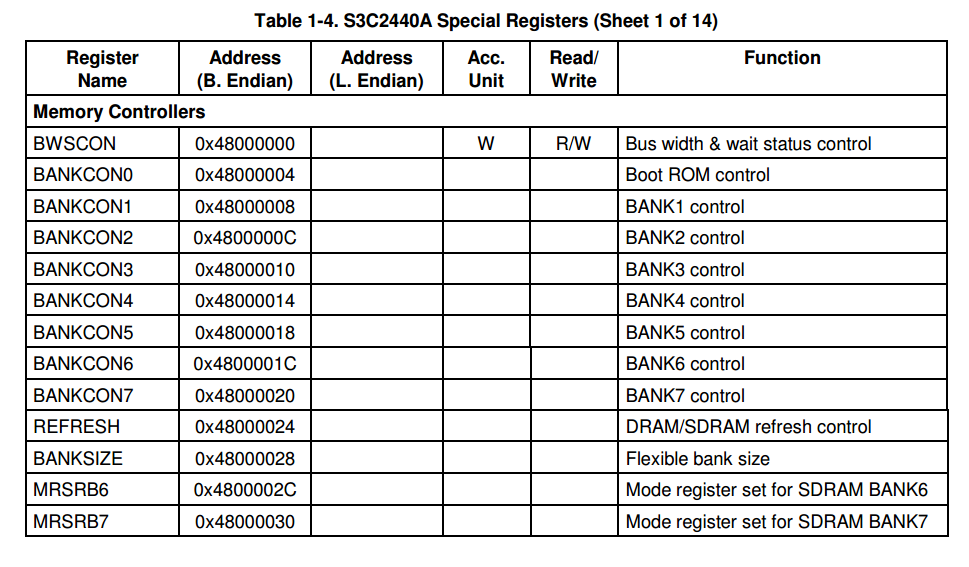 Table 1-4. S3C2440A Special Registers (Sheet 1 of 14)
Register Name Address (B. Endian) Address (L. Endian) Acc. Unit Read/ Write Function
Memory Controllers
BWSCON 0x48000000 W R/W Bus width & wait status control
BANKCON0 0x48000004 Boot ROM control
BANKCON1 0x48000008 BANK1 control
BANKCON2 0x4800000C BANK2 control
BANKCON3 0x48000010 BANK3 control
BANKCON4 0x48000014 BANK4 control
BANKCON5 0x48000018 BANK5 control
BANKCON6 0x4800001C BANK6 control
BANKCON7 0x48000020 BANK7 control
REFRESH 0x48000024 DRAM/SDRAM refresh control
BANKSIZE 0x48000028 Flexible bank size
MRSRB6 0x4800002C Mode register set for SDRAM BANK6
MRSRB7 0x48000030 Mode register set for SDRAM BANK7